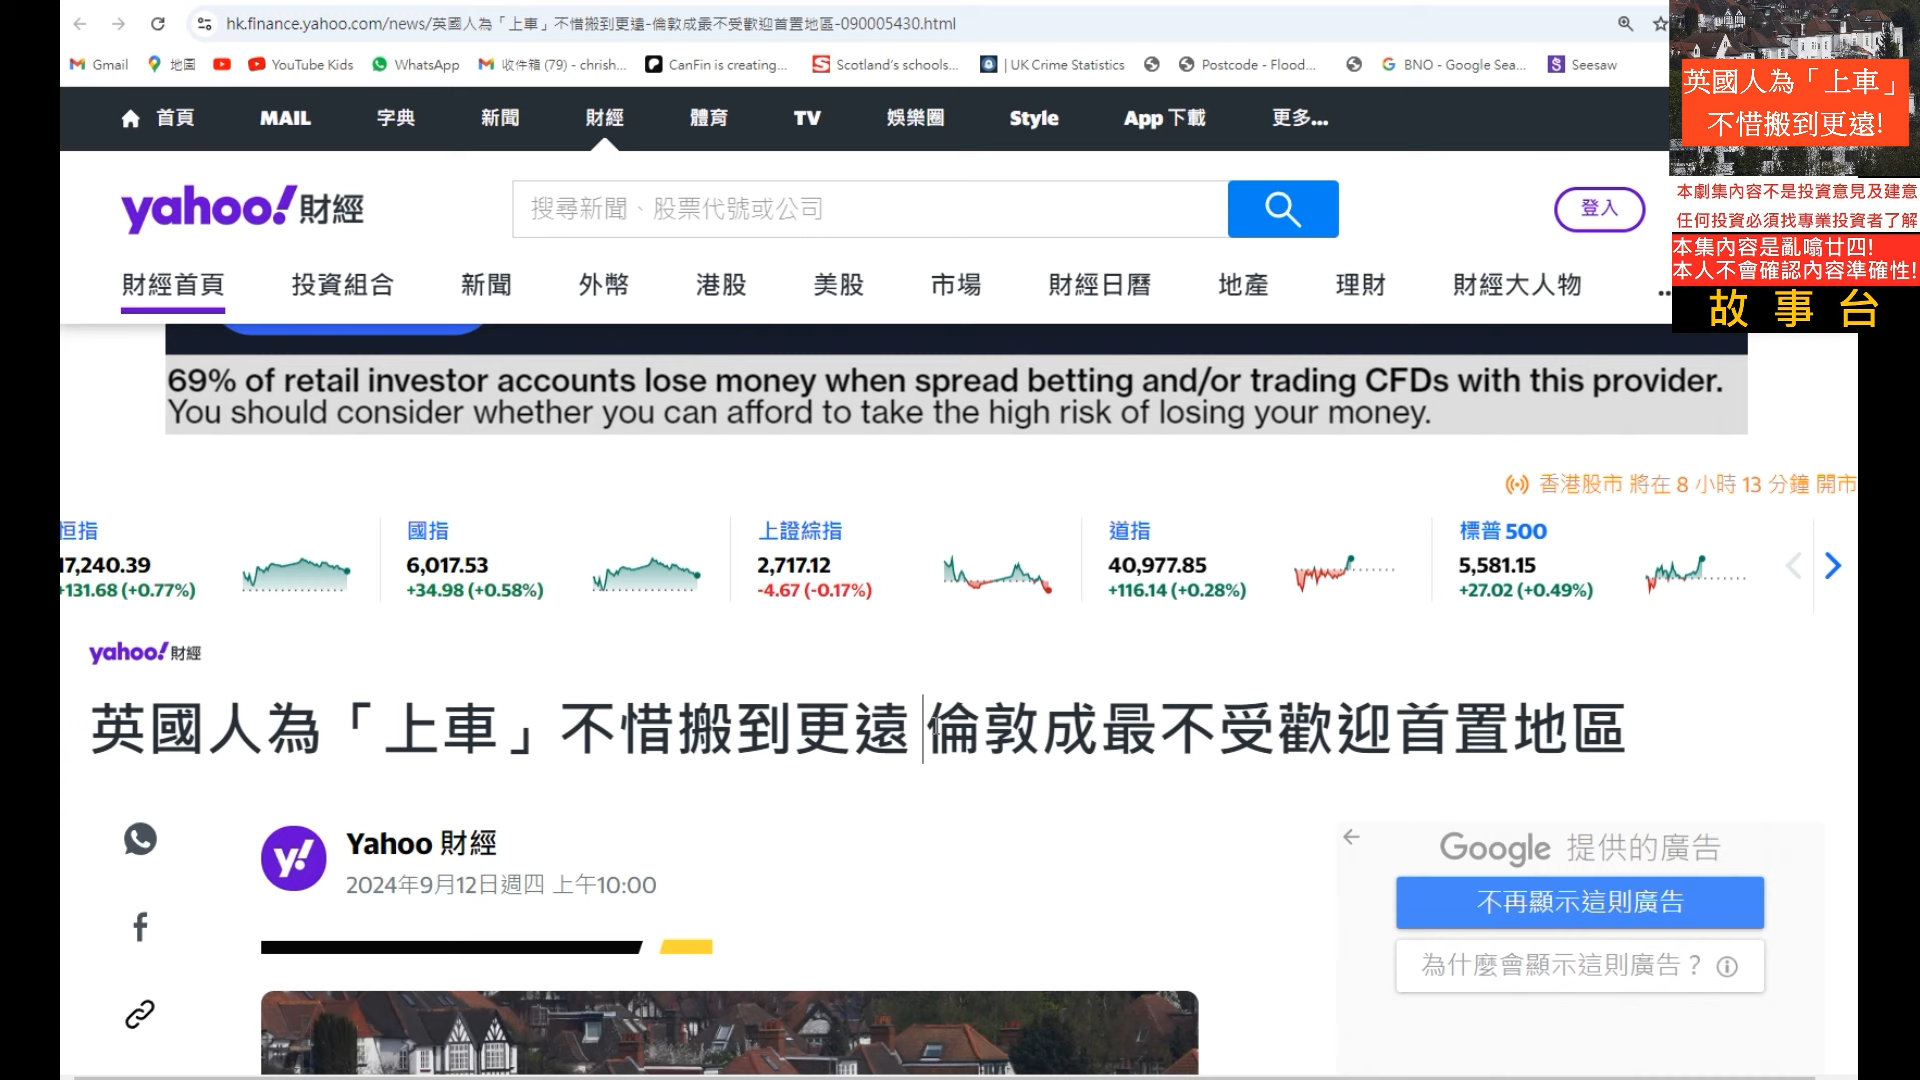 hk.finance.yahoo.com/news/英國人為「上車」不惜搬到更遠-倫敦成最不受歡迎首置地區-090005430.html
Gmail 地圖 YouTube Kids WhatsApp 收件箱 (79) - chrish... CanFin is creating... Scotland's schools... | UK Crime Statistics Postcode - Flood... BNO - Google Sea... Seesaw
首頁 MAIL 字典 新聞 財經 體育 TV 娛樂圈 Style App 下載 更多...
yahoo!財經
搜尋新聞、股票代號或公司
登入
財經首頁 投資組合 新聞 外幣 港股 美股 市場 財經日曆 地產 理財 財經大人物 ...
英國人為「上車」
不惜搬到更遠!
本劇集內容不是投資意見及建意
任何投資必須找專業投資者了解
本集內容是亂噏廿四!
本人不會確認內容準確性!
故事台
69% of retail investor accounts lose money when spread betting and/or trading CFDs with this provider.
You should consider whether you can afford to take the high risk of losing your money.
香港股市 將在 8 小時 13 分鐘 開市
恒指 國指 上證綜指 道指 標普 500
17,240.39 6,017.53 2,717.12 40,977.85 5,581.15
+131.68 (+0.77%) +34.98 (+0.58%) -4.67 (-0.17%) +116.14 (+0.28%) +27.02 (+0.49%)
yahoo!財經
英國人為「上車」不惜搬到更遠 倫敦成最不受歡迎首置地區
y!
Yahoo 財經
2024年9月12日週四 上午10:00
Google 提供的廣告
不再顯示這則廣告
為什麼會顯示這則廣告？